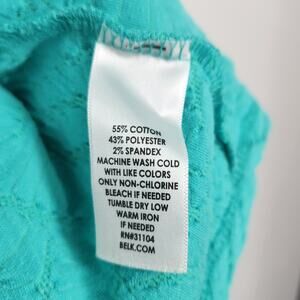 55% COTTON
43% POLYESTER
2% SPANDEX
MACHINE WASH COLD
WITH LIKE COLORS
ONLY NON-CHLORINE
BLEACH IF NEEDED
TUMBLE DRY LOW
WARM IRON
IF NEEDED
RN#31104
BELK.COM